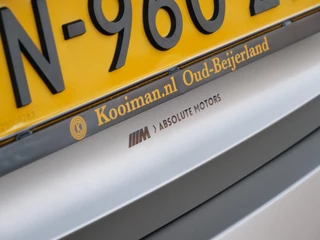 N-960
Kooiman.nl Oud-Beijerland
M > ABSOLUTE MOTORS